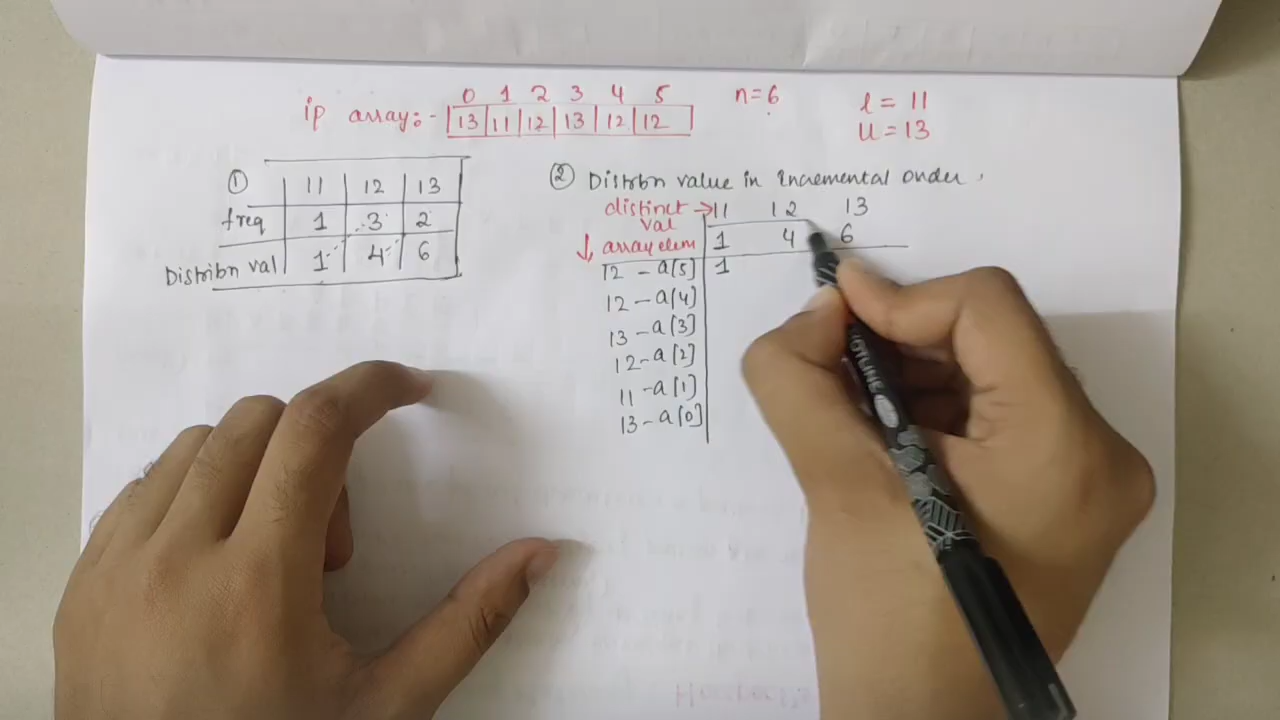 0 1 2 3 4 5
ip array:- 13 11 12 13 12 12
n=6
l = 11
u = 13
① 11 12 13
freq 1 3 2
Distribn val 1 4 6
② Distribn value in Incremental Order.
distinct val → 11 12 13
↓ array elem 1 4 6
12 - a[5] 1
12 - a[4]
13 - a[3]
12 - a[2]
11 - a[1]
13 - a[0]